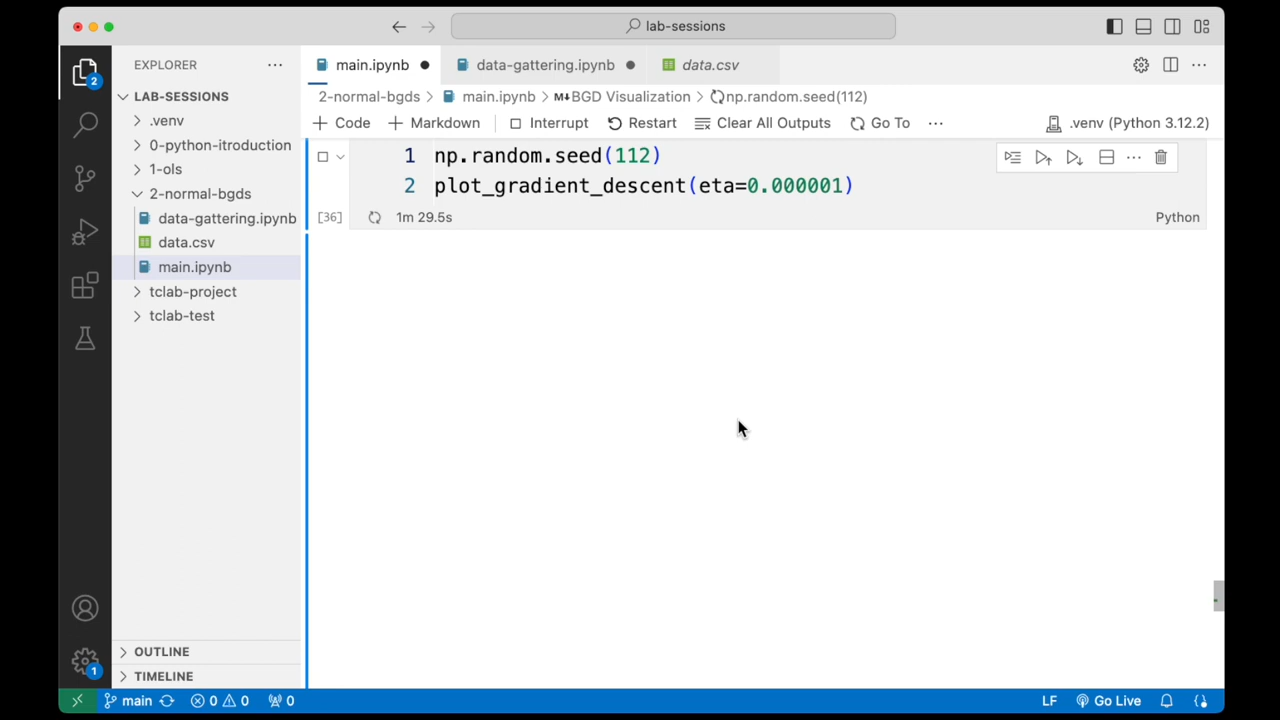 lab-sessions
EXPLORER
main.ipynb
data-gattering.ipynb
data.csv
LAB-SESSIONS
2-normal-bgds > main.ipynb > M↓BGD Visualization > np.random.seed(112)
.venv
Code
Markdown
Interrupt
Restart
Clear All Outputs
Go To
.venv (Python 3.12.2)
0-python-itroduction
1-ols
2-normal-bgds
data-gattering.ipynb
data.csv
main.ipynb
tclab-project
tclab-test
1 np.random.seed(112)
2 plot_gradient_descent(eta=0.000001)
[36] 1m 29.5s
Python
2
OUTLINE
TIMELINE
1
main 0 0 0
LF Go Live